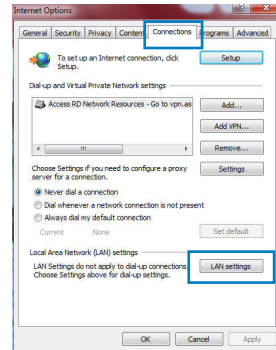 Internet Options
General Security Privacy Content Connections Programs Advanced
To set up an Internet connection, click
Setup.
Setup
Dial-up and Virtual Private Network settings
Access RD Network Resources - Go to vpn.as
Add...
Add VPN...
Remove...
Choose Settings if you need to configure a proxy
server for a connection.
Settings
Never dial a connection
Dial whenever a network connection is not present
Always dial my default connection
Current None
Set default
Local Area Network (LAN) settings
LAN Settings do not apply to dial-up connections.
Choose Settings above for dial-up settings.
LAN settings
OK Cancel Apply